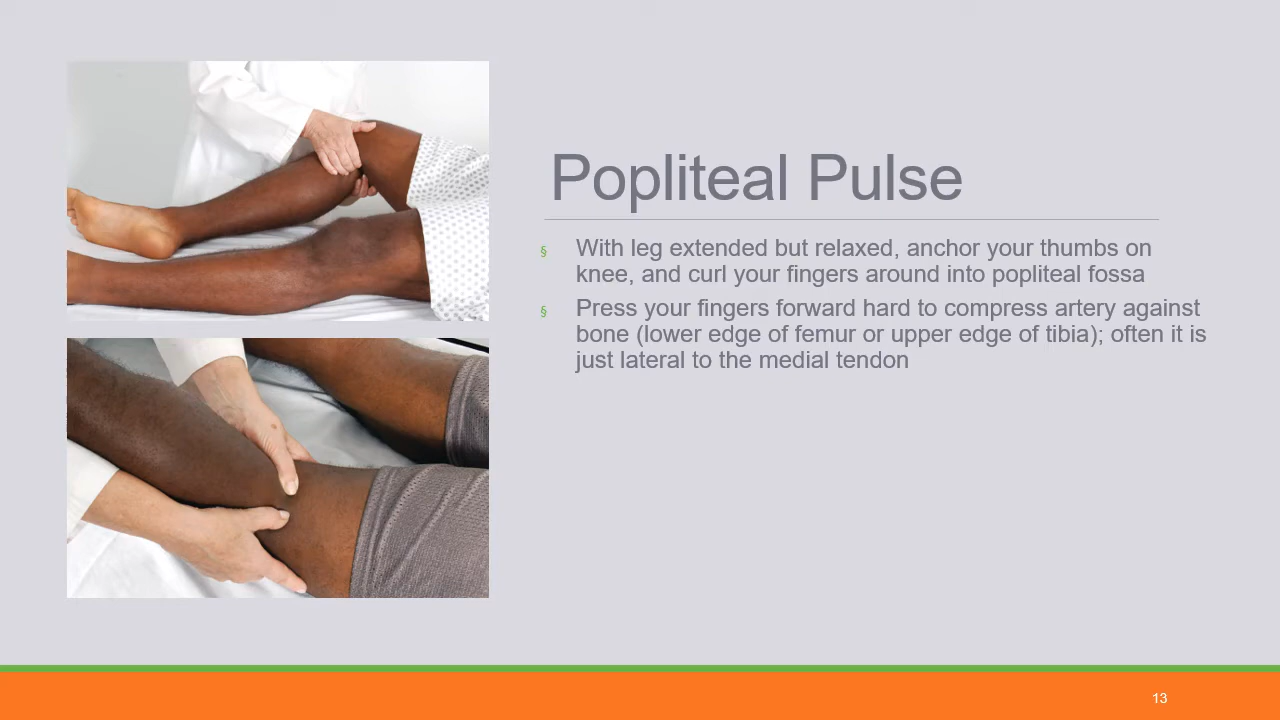 Popliteal Pulse
§ With leg extended but relaxed, anchor your thumbs on
knee, and curl your fingers around into popliteal fossa
§ Press your fingers forward hard to compress artery against
bone (lower edge of femur or upper edge of tibia); often it is
just lateral to the medial tendon
13